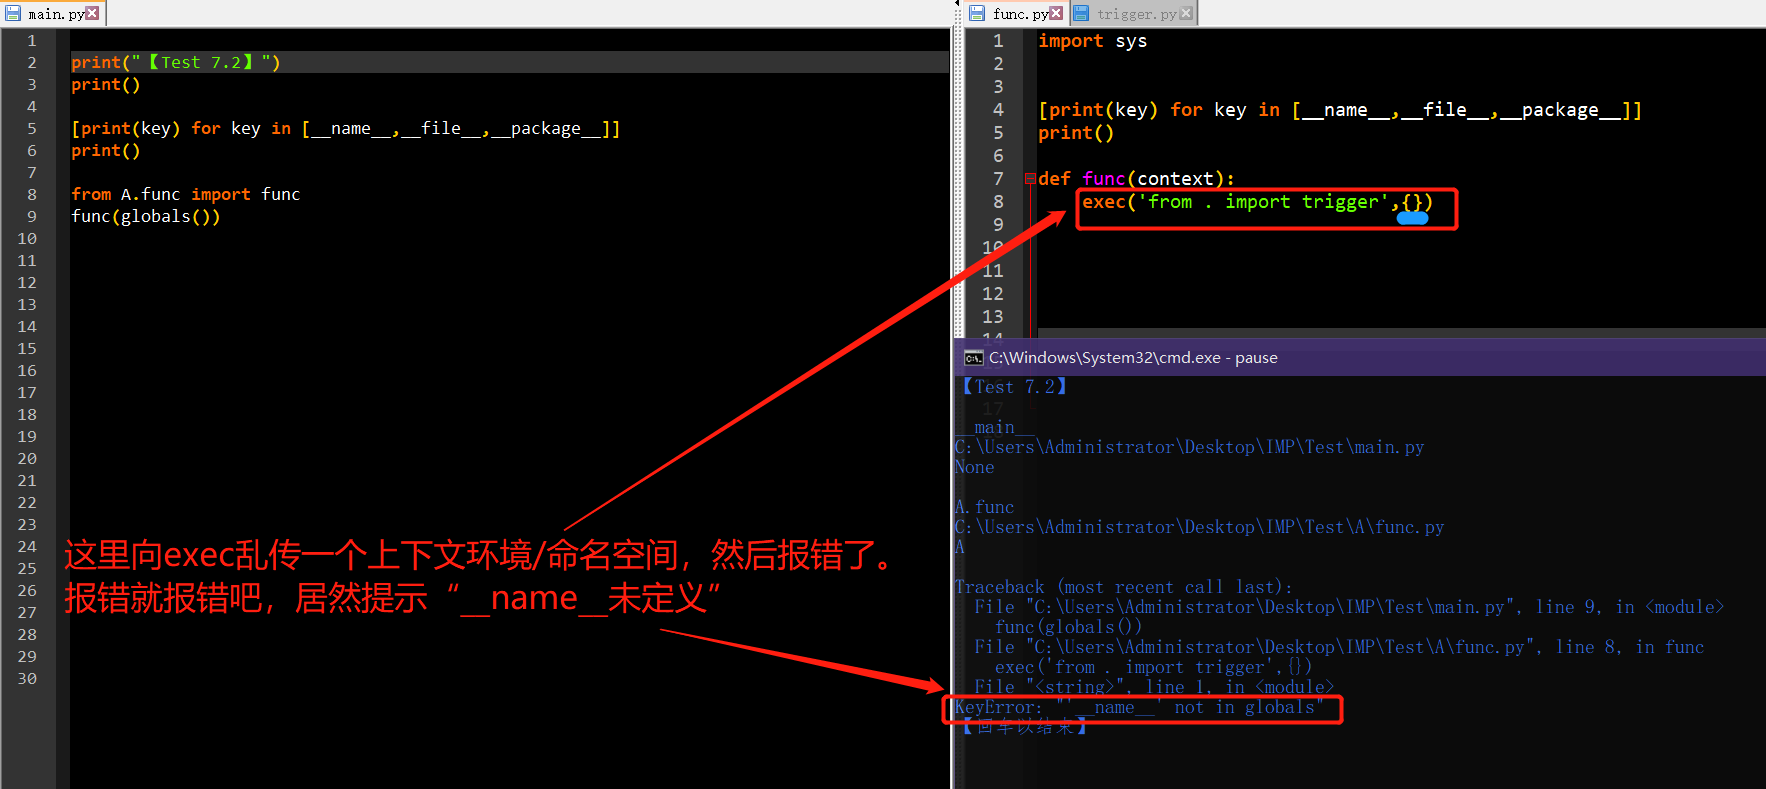 main.py
1
2 print("【Test 7.2】")
3 print()
4
5 [print(key) for key in [__name__,__file__,__package__]]
6 print()
7
8 from A.func import func
9 func(globals())
10
11
12
13
14
15
16
17
18
19
20
21
22
23
24
25
26
27
28
29
30
这里向exec乱传一个上下文环境/命名空间，然后报错了。
报错就报错吧，居然提示“__name__未定义”
func.py trigger.py
1 import sys
2
3
4 [print(key) for key in [__name__,__file__,__package__]]
5 print()
6
7 def func(context):
8 exec('from . import trigger',{})
9
10
11
12
13
14
C:\Windows\System32\cmd.exe - pause
【Test 7.2】
17
__main__
C:\Users\Administrator\Desktop\IMP\Test\main.py
None
A.func
C:\Users\Administrator\Desktop\IMP\Test\A\func.py
A
Traceback (most recent call last):
File "C:\Users\Administrator\Desktop\IMP\Test\main.py", line 9, in <module>
func(globals())
File "C:\Users\Administrator\Desktop\IMP\Test\A\func.py", line 8, in func
exec('from . import trigger',{})
File "<string>", line 1, in <module>
KeyError: "'__name__' not in globals"
【回车以结束】